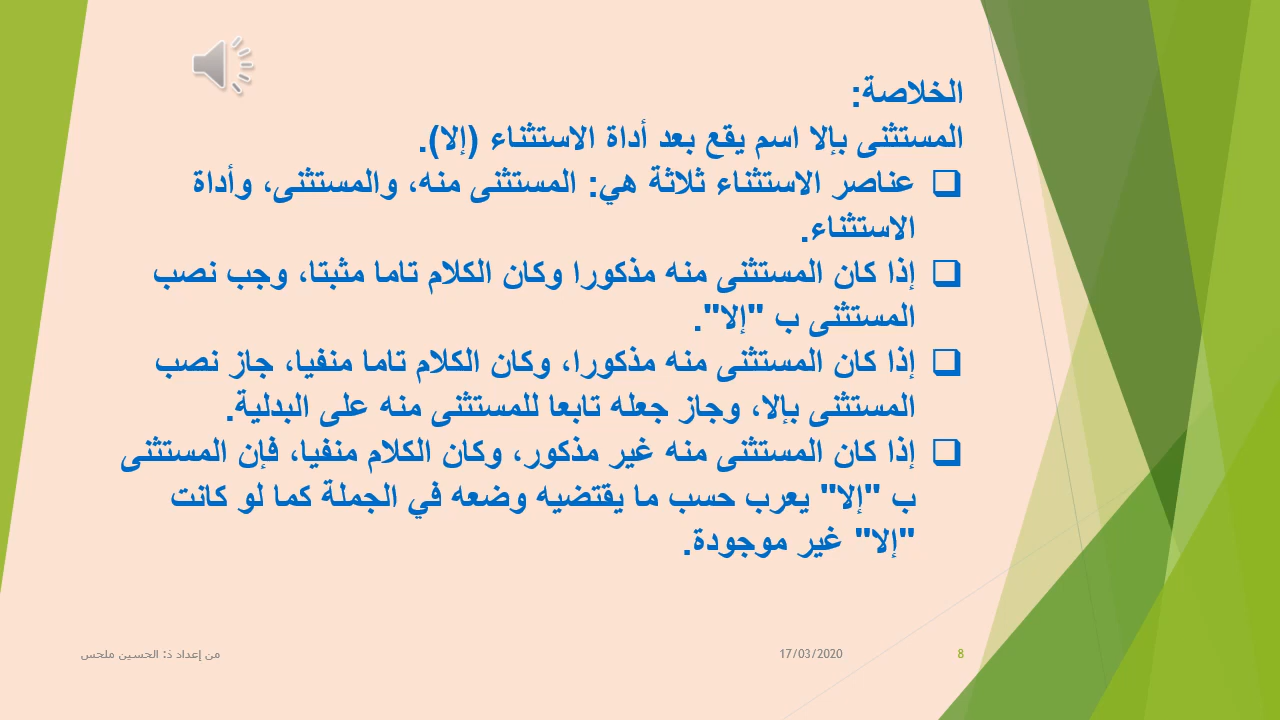 الخلاصة:
المستثنى بإلا اسم يقع بعد أداة الاستثناء (إلا).
❑ عناصر الاستثناء ثلاثة هي: المستثنى منه، والمستثنى، وأداة
الاستثناء.
❑ إذا كان المستثنى منه مذكورا وكان الكلام تاما مثبتا، وجب نصب
المستثنى ب "إلا".
❑ إذا كان المستثنى منه مذكورا، وكان الكلام تاما منفيا، جاز نصب
المستثنى بإلا، وجاز جعله تابعا للمستثنى منه على البدلية.
❑ إذا كان المستثنى منه غير مذكور، وكان الكلام منفيا، فإن المستثنى
ب "إلا" يعرب حسب ما يقتضيه وضعه في الجملة كما لو كانت
"إلا" غير موجودة.
8
17/03/2020
من إعداد ذ: الحسين ملحس